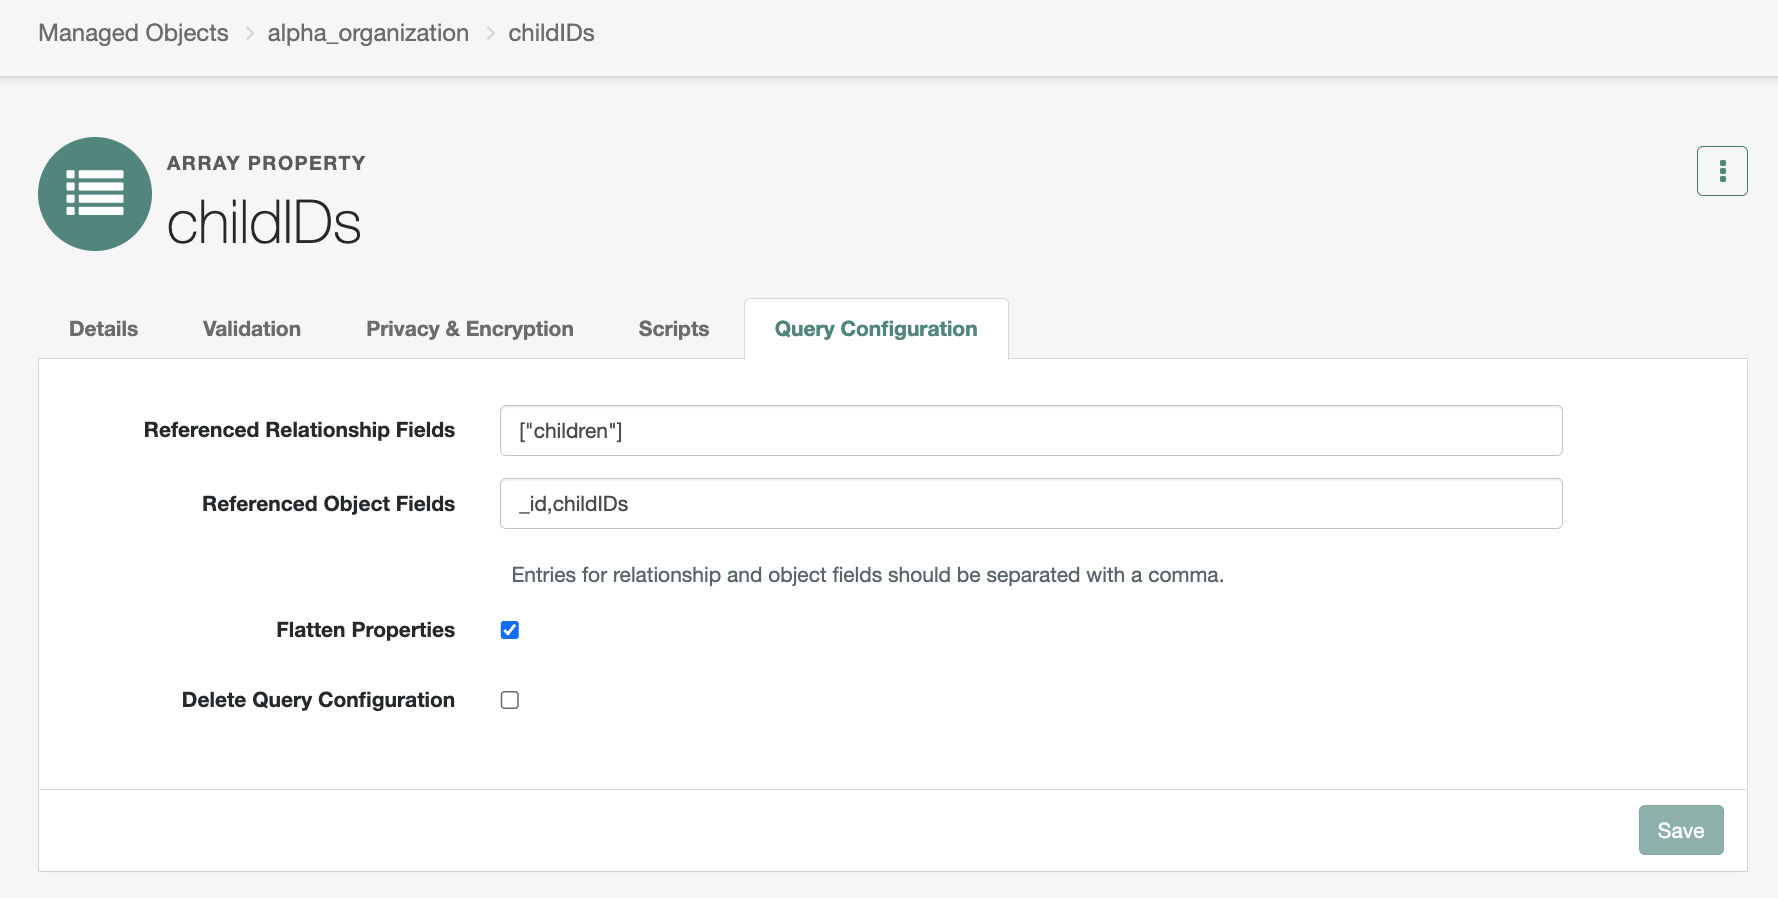 Managed Objects > alpha_organization > childIDs
ARRAY PROPERTY
childIDs
Details Validation Privacy & Encryption Scripts Query Configuration
Referenced Relationship Fields ["children"]
Referenced Object Fields _id,childIDs
Entries for relationship and object fields should be separated with a comma.
Flatten Properties
Delete Query Configuration
Save